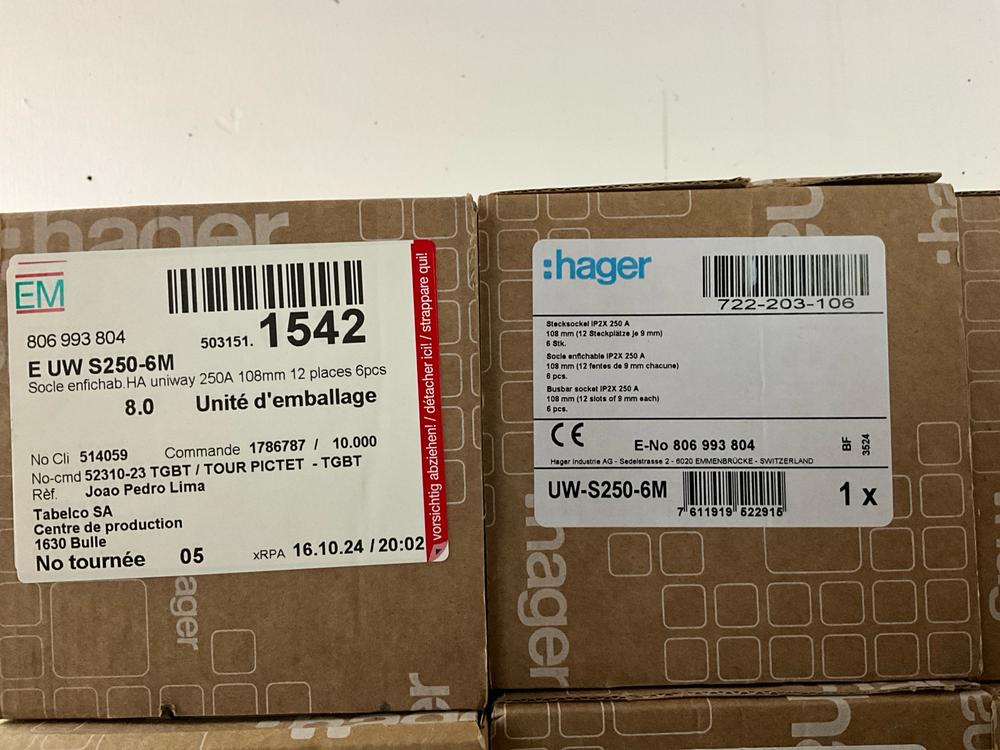 :hager
EM
806 993 804
503151. 1542
E UW S250-6M
Socle enfichab.HA uniway 250A 108mm 12 places 6pcs
8.0 Unité d'emballage
No Cli 514059 Commande 1786787 / 10.000
No-cmd 52310-23 TGBT / TOUR PICTET - TGBT
Rèf. Joao Pedro Lima
Tabelco SA
Centre de production
1630 Bulle
No tournée 05 xRPA 16.10.24 / 20:02
vorsichtig abziehen! / détacher ici! / strappare qui!
hager
:hager
722-203-106
Stecksockel IP2X 250 A
108 mm (12 Steckplätze je 9 mm)
6 Stk.
Socle enfichable IP2X 250 A
108 mm (12 fentes de 9 mm chacune)
6 pcs.
Busbar socket IP2X 250 A
108 mm (12 slots of 9 mm each)
6 pcs.
CE E-No 806 993 804 BF 3524
Hager Industrie AG - Sedelstrasse 2 - 6020 EMMENBRÜCKE - SWITZERLAND
UW-S250-6M 7 611919 522915 1 x
hager